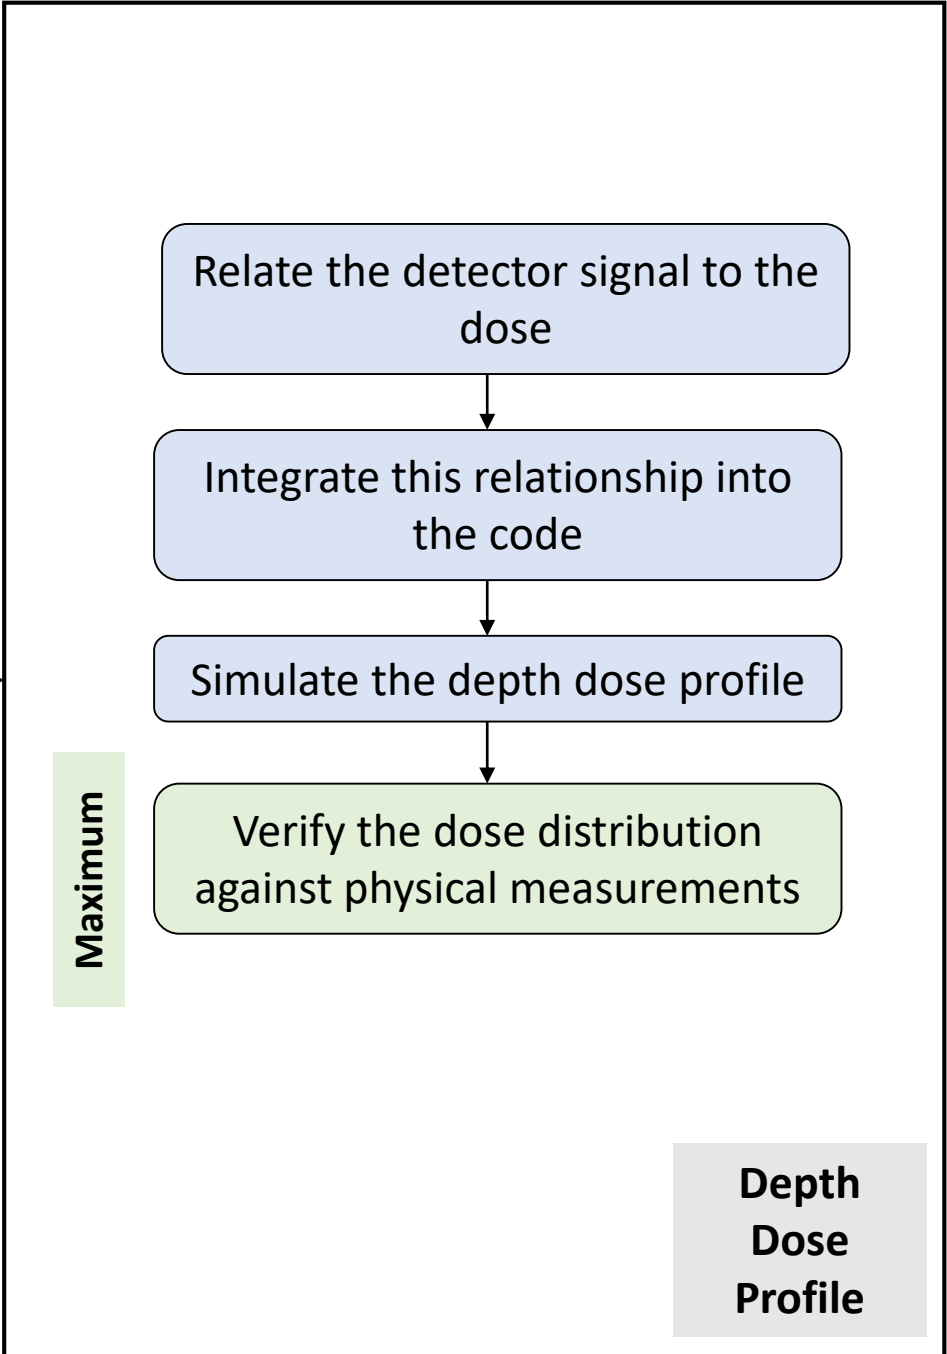 Relate the detector signal to the
dose
Integrate this relationship into
the code
Simulate the depth dose profile
Maximum
Verify the dose distribution
against physical measurements
Depth
Dose
Profile